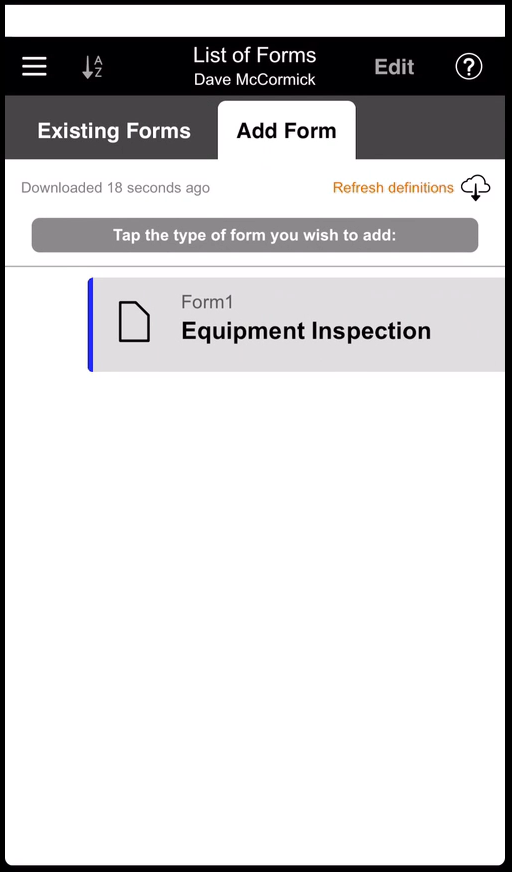 A
Z
List of Forms
Dave McCormick
Edit
?
Existing Forms
Add Form
Downloaded 18 seconds ago
Refresh definitions
Tap the type of form you wish to add:
Form1
Equipment Inspection